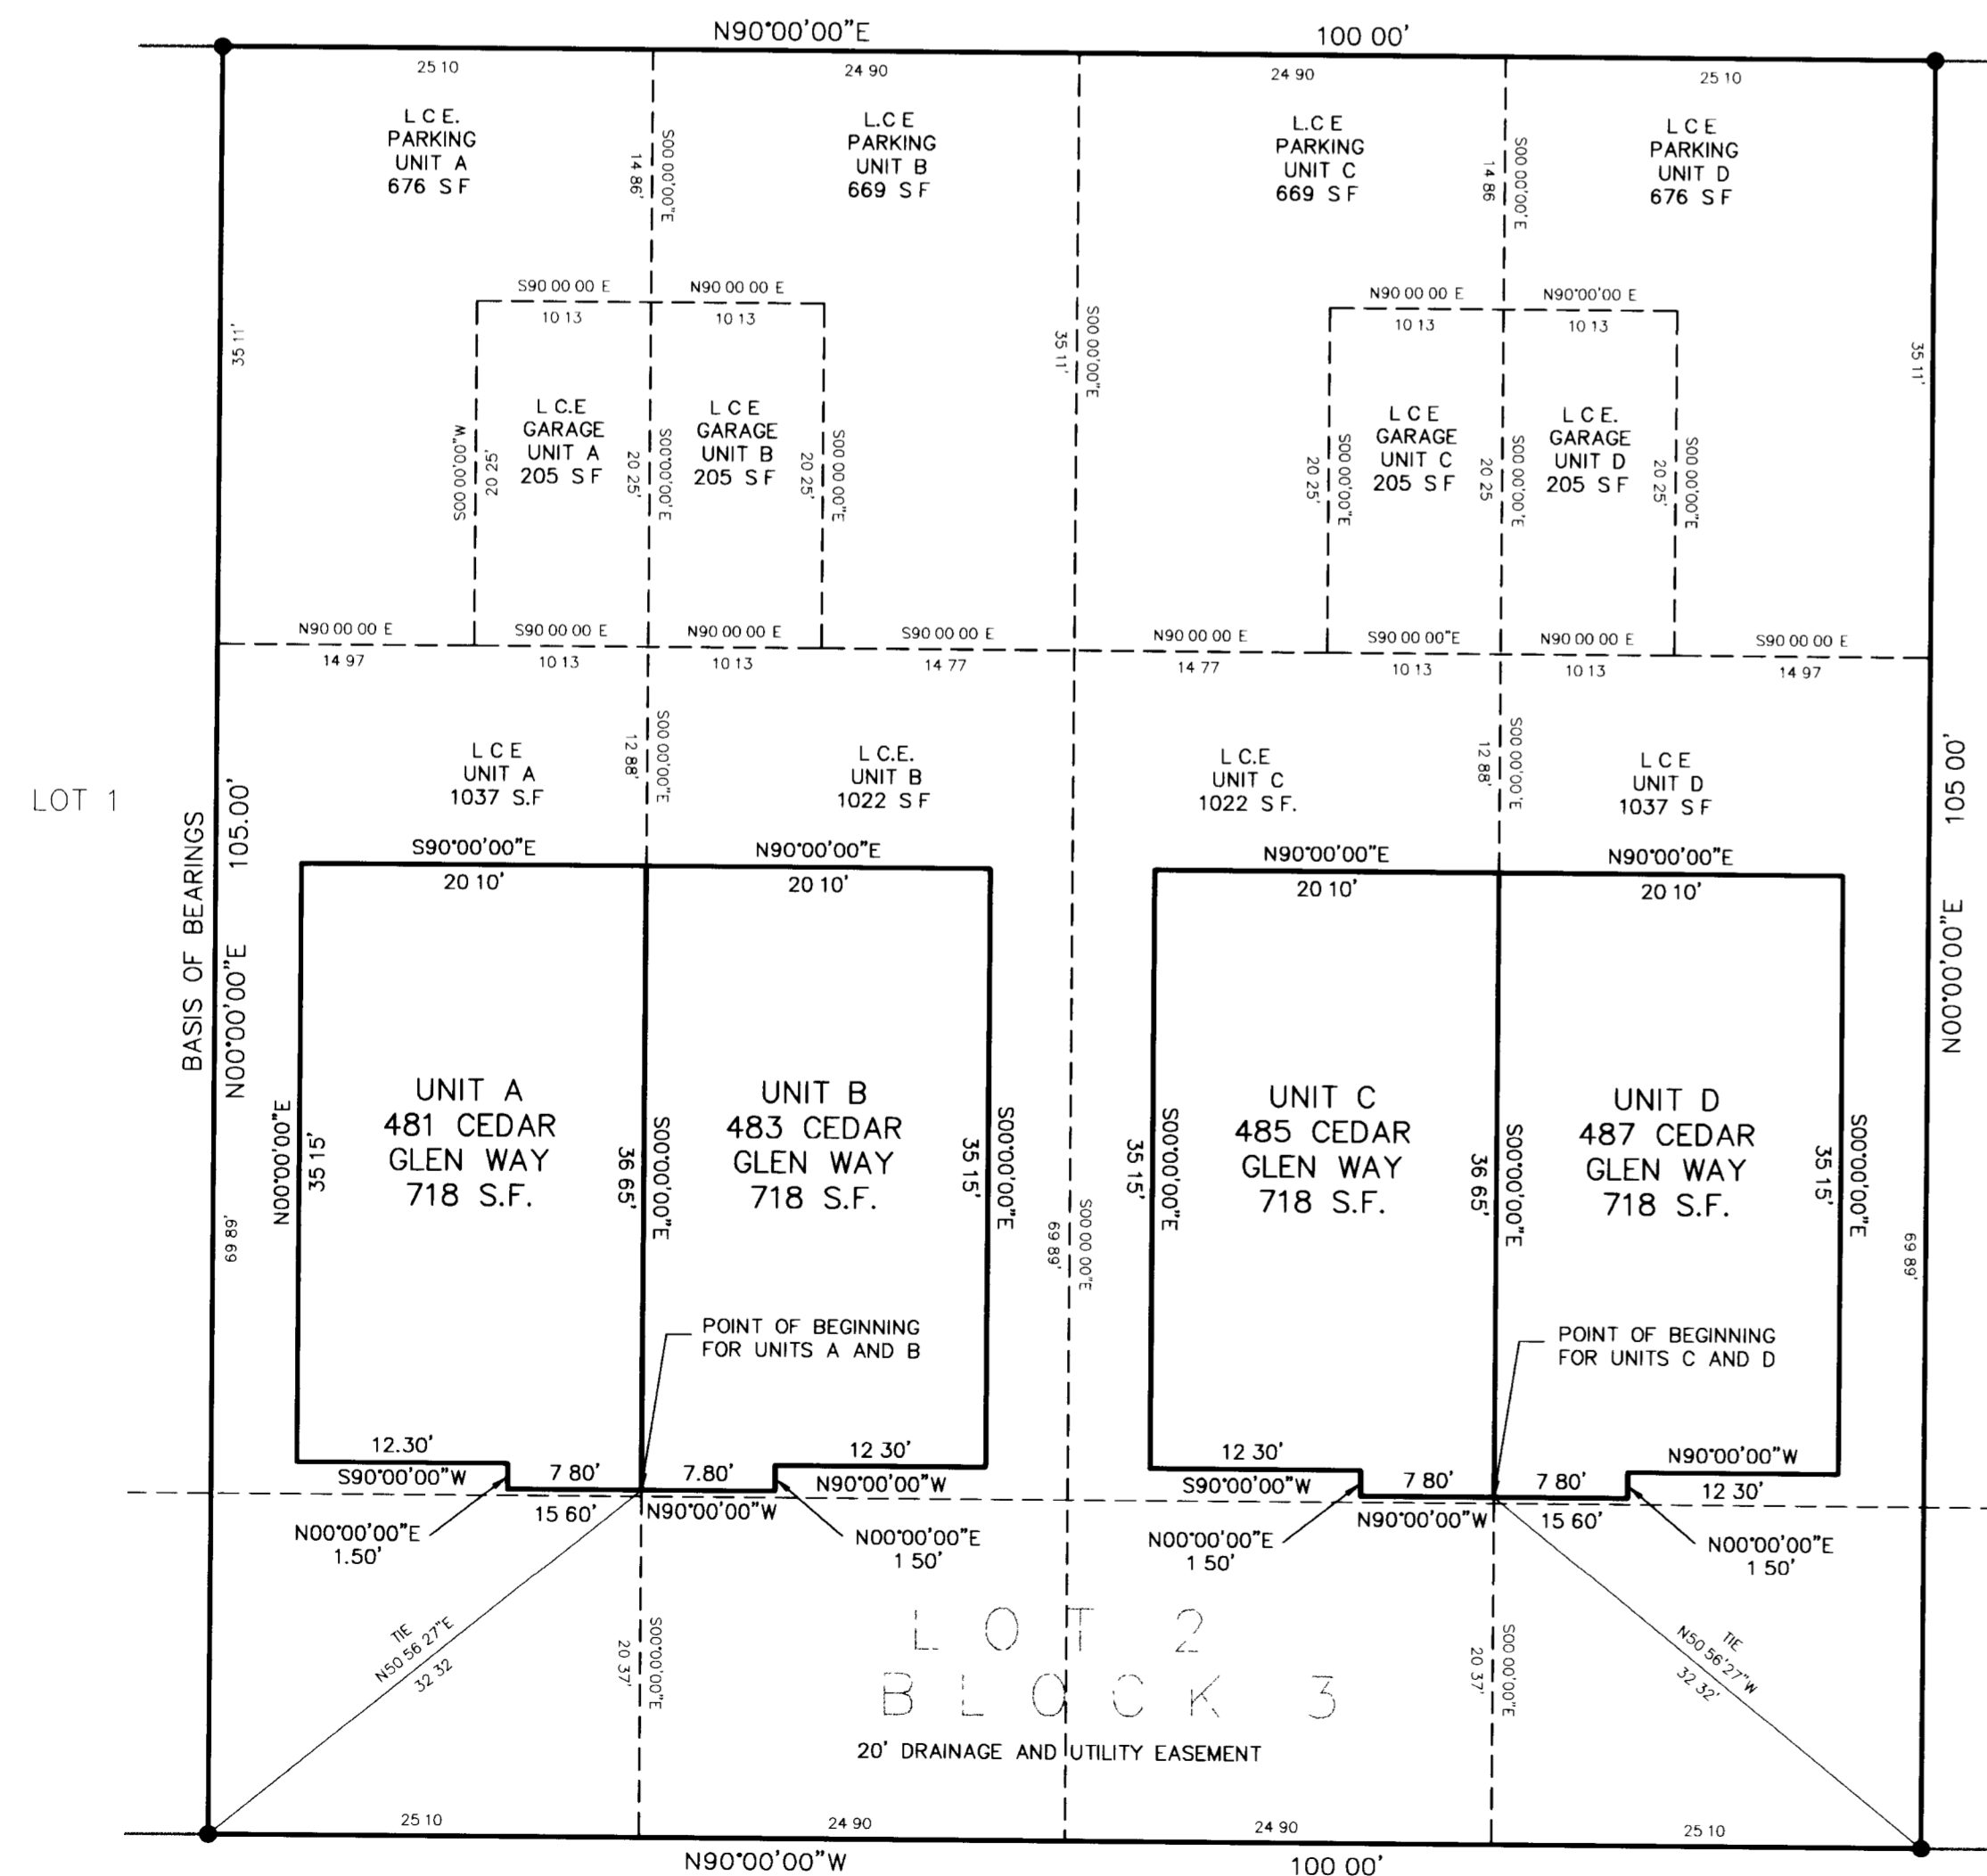 N90°00'00"E
100 00'
25 10
24 90
24 90
25 10
L C E.
PARKING
UNIT A
676 S F
14 86'
S00 00'00"E
L.C E
PARKING
UNIT B
669 S F
L.C E
PARKING
UNIT C
669 S F
14 86
S00 00'00'E
L C E
PARKING
UNIT D
676 S F
35 11'
S90 00 00 E
10 13
N90 00 00 E
10 13
35 11'
S00 00'00"E
N90 00 00 E
10 13
N90°00'00 E
10 13
35 11'
S00 00'00"W
20 25'
L C.E
GARAGE
UNIT A
205 S F
20 25'
S00°00'00'E
L C E
GARAGE
UNIT B
205 S F
20 25'
S00 00 00"E
20 25'
S00 00'00"E
L C E
GARAGE
UNIT C
205 S F
20 25
S00 00'00'E
L C E.
GARAGE
UNIT D
205 S F
20 25'
S00 00'00"E
N90 00 00 E
14 97
S90 00 00 E
10 13
N90 00 00 E
10 13
S90 00 00 E
14 77
N90 00 00 E
14 77
S90 00 00"E
10 13
N90 00 00 E
10 13
S90 00 00 E
14 97
LOT 1
BASIS OF BEARINGS
N00°00'00"E 105.00'
L C E
UNIT A
1037 S.F
12 88'
S00 00'00"E
L C.E.
UNIT B
1022 S F
L C.E
UNIT C
1022 S F.
12 88'
S00 00'00'E
L C E
UNIT D
1037 S F
N00°00'00"E 105 00'
S90°00'00"E
20 10'
N90°00'00"E
20 10'
N90°00'00"E
20 10'
N90°00'00"E
20 10'
69 89'
N00°00'00"E
35 15'
UNIT A
481 CEDAR
GLEN WAY
718 S.F.
36 65'
S00°00'00"E
UNIT B
483 CEDAR
GLEN WAY
718 S.F.
35 15'
S00°00'00"E
69 89'
S00 00 00"E
35 15'
S00°00'00"E
UNIT C
485 CEDAR
GLEN WAY
718 S.F.
36 65'
S00°00'00"E
UNIT D
487 CEDAR
GLEN WAY
718 S.F.
35 15'
S00°00'00"E
69 89'
POINT OF BEGINNING
FOR UNITS A AND B
POINT OF BEGINNING
FOR UNITS C AND D
12.30'
S90°00'00"W
7 80'
7.80'
12 30'
N90°00'00"W
15 60'
N90°00'00"W
N00°00'00"E
1.50'
N00°00'00"E
1 50'
12 30'
S90°00'00"W
7 80'
7 80'
N90°00'00"W
12 30'
N90°00'00"W
15 60'
N00°00'00"E
1 50'
N00°00'00"E
1 50'
TIE
N50 56 27"E
32 32
20 37'
S00°00'00"E
LOT 2
BLOCK 3
20' DRAINAGE AND UTILITY EASEMENT
20 37'
S00 00'00"E
TIE
N50 56'27"W
32 32'
25 10
24 90
24 90
25 10
N90°00'00"W
100 00'